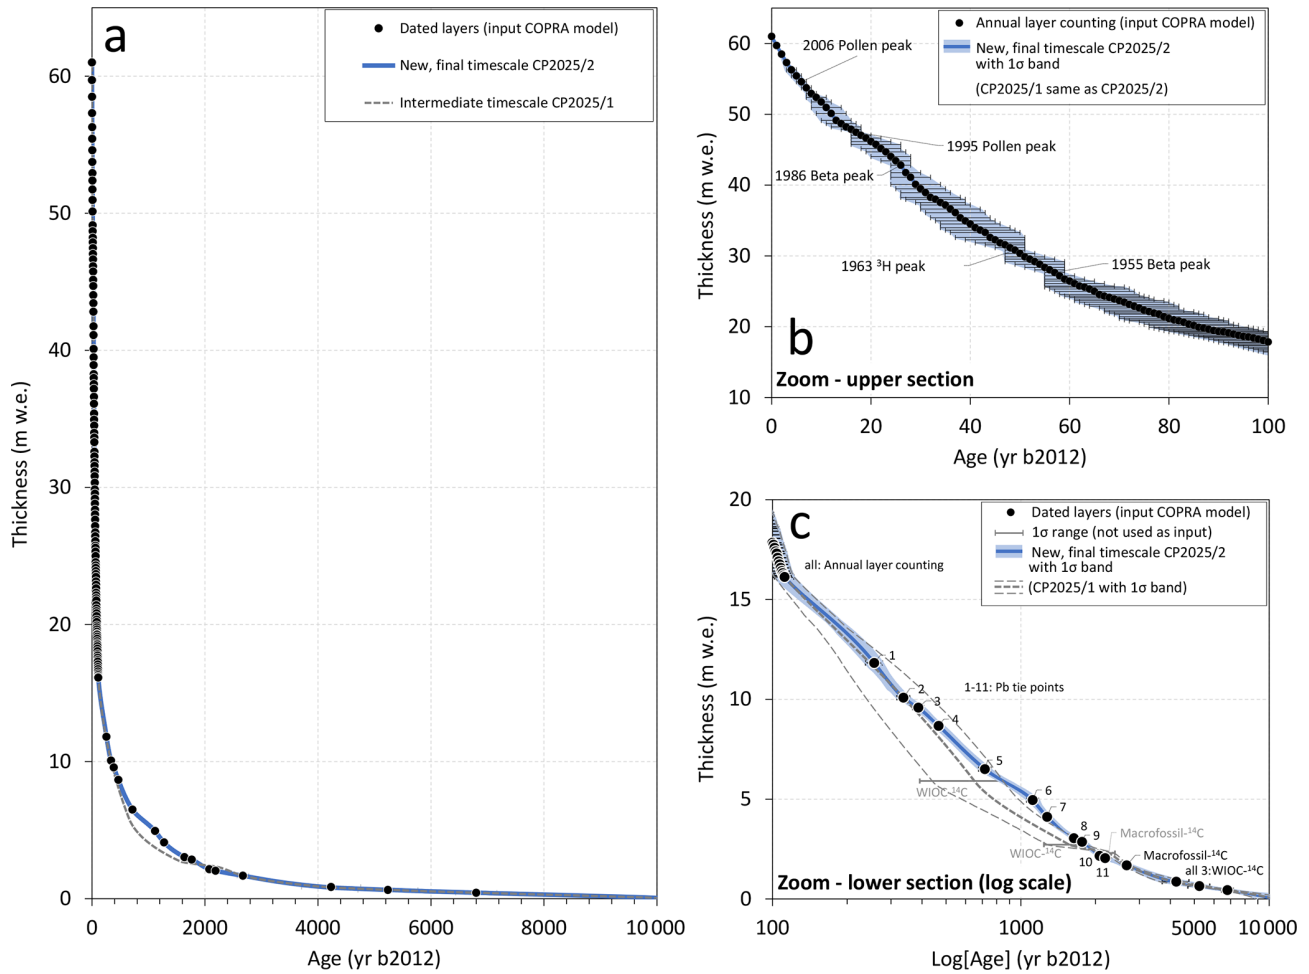 a
Dated layers (input COPRA model)
New, final timescale CP2025/2
Intermediate timescale CP2025/1
60
50
40
30
20
10
0
Thickness (m w.e.)
0
2000
4000
6000
8000
10 000
Age (yr b2012)
Annual layer counting (input COPRA model)
New, final timescale CP2025/2
with 1σ band
(CP2025/1 same as CP2025/2)
2006 Pollen peak
1995 Pollen peak
1986 Beta peak
1963 ³H peak
1955 Beta peak
b
Zoom - upper section
60
50
40
30
20
10
Thickness (m w.e.)
0
20
40
60
80
100
Age (yr b2012)
c
Dated layers (input COPRA model)
1σ range (not used as input)
New, final timescale CP2025/2
with 1σ band
(CP2025/1 with 1σ band)
all: Annual layer counting
1
2
3
4
1-11: Pb tie points
5
6
7
8
9
10
11
WIOC-¹⁴C
WIOC-¹⁴C
Macrofossil-¹⁴C
Macrofossil-¹⁴C
all 3:WIOC-¹⁴C
Zoom - lower section (log scale)
20
15
10
5
0
Thickness (m w.e.)
100
1000
5000
10 000
Log[Age] (yr b2012)